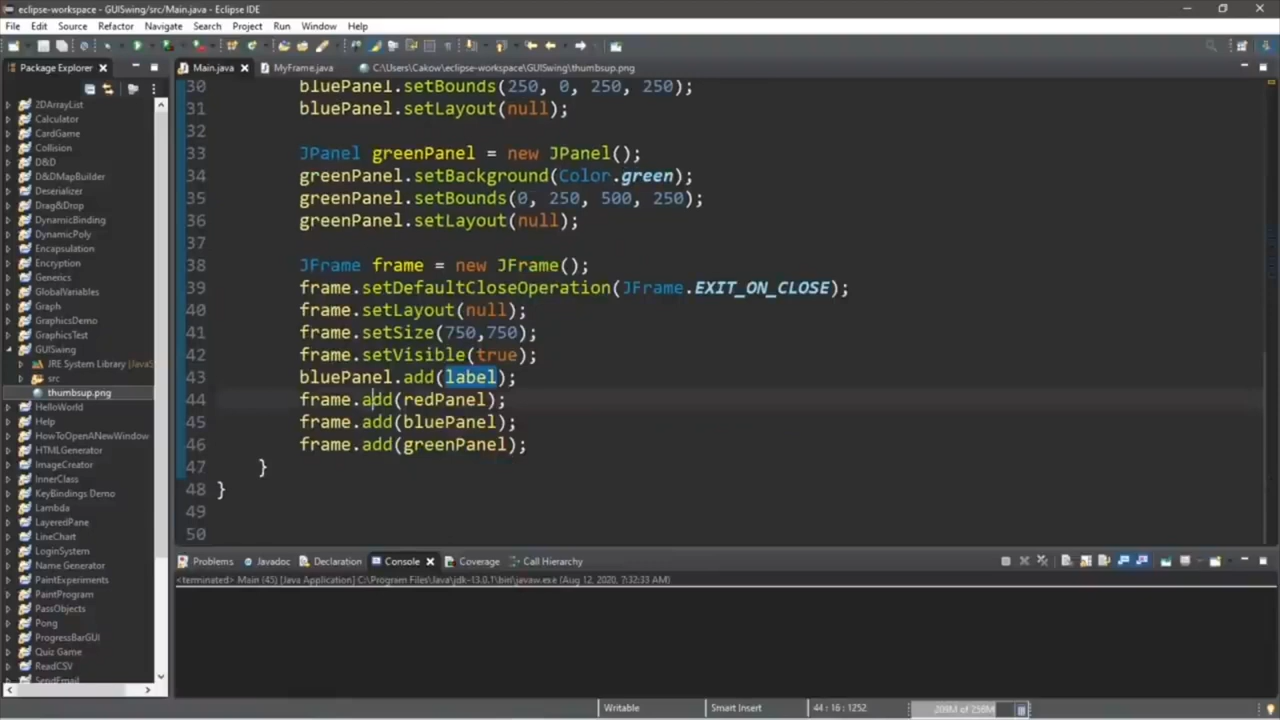 eclipse-workspace - GUISwing/src/Main.java - Eclipse IDE
File Edit Source Refactor Navigate Search Project Run Window Help
Package Explorer
Main.java MyFrame.java C:\Users\Cakow\eclipse-workspace\GUISwing\thumbsup.png
2DArrayList
Calculator
CardGame
Collision
D&D
D&DMapBuilder
Deserializer
Drag&Drop
DynamicBinding
DynamicPoly
Encapsulation
Encryption
Generics
GlobalVariables
Graph
GraphicsDemo
GraphicsTest
GUISwing
JRE System Library [JavaS
src
thumbsup.png
HelloWorld
Help
HowToOpenANewWindow
HTMLGenerator
ImageCreator
InnerClass
KeyBindings Demo
Lambda
LayeredPane
LineChart
LoginSystem
Name Generator
PaintExperiments
PaintProgram
PassObjects
Pong
ProgressBarGUI
Quiz Game
ReadCSV
SendEmail
30 bluePanel.setBounds(250, 0, 250, 250);
31 bluePanel.setLayout(null);
32
33 JPanel greenPanel = new JPanel();
34 greenPanel.setBackground(Color.green);
35 greenPanel.setBounds(0, 250, 500, 250);
36 greenPanel.setLayout(null);
37
38 JFrame frame = new JFrame();
39 frame.setDefaultCloseOperation(JFrame.EXIT_ON_CLOSE);
40 frame.setLayout(null);
41 frame.setSize(750,750);
42 frame.setVisible(true);
43 bluePanel.add(label);
44 frame.add(redPanel);
45 frame.add(bluePanel);
46 frame.add(greenPanel);
47 }
48 }
49
50
Problems Javadoc Declaration Console Coverage Call Hierarchy
<terminated> Main (45) [Java Application] C:\Program Files\Java\jdk-13.0.1\bin\javaw.exe (Aug 12, 2020, 7:32:33 AM)
Writable Smart Insert 44 : 16 : 1252 209M of 258M